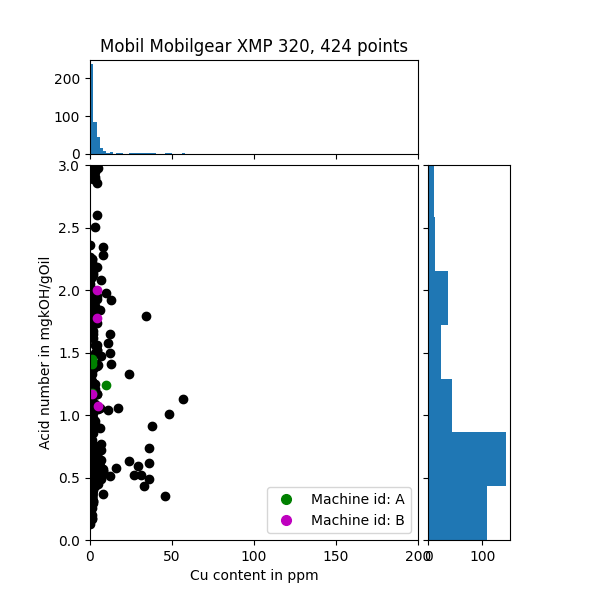 Mobil Mobilgear XMP 320, 424 points
200
100
0
3.0
2.5
2.0
1.5
1.0
0.5
0.0
Acid number in mgkOH/gOil
Machine id: A
Machine id: B
0 50 100 150 200 0 100
Cu content in ppm